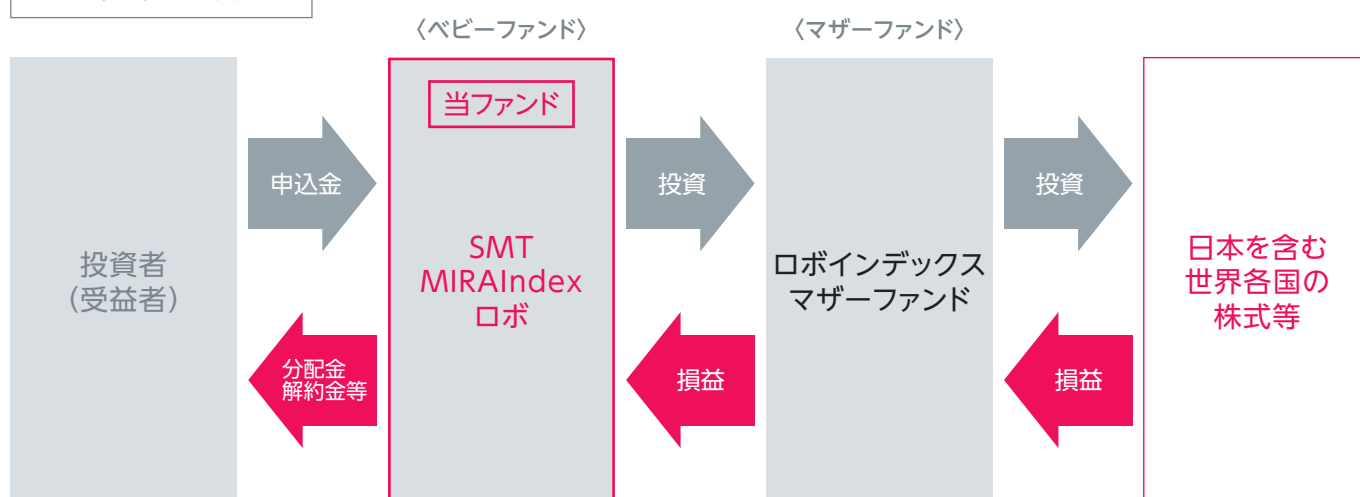 〈ベビーファンド〉
〈マザーファンド〉
投資者
(受益者)
申込金
分配金
解約金等
当ファンド
SMT
MIRAIndex
ロボ
投資
損益
ロボインデックス
マザーファンド
投資
損益
日本を含む
世界各国の
株式等